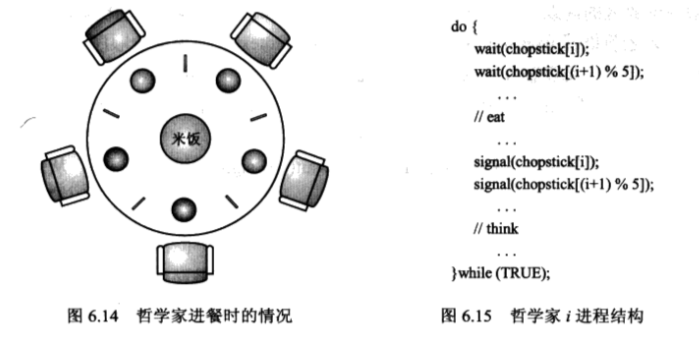 米饭
图 6.14 哲学家进餐时的情况
do {
wait(chopstick[i]);
wait(chopstick[(i+1) % 5]);
...
// eat
...
signal(chopstick[i]);
signal(chopstick[(i+1) % 5]);
...
// think
...
}while (TRUE);
图 6.15 哲学家 i 进程结构